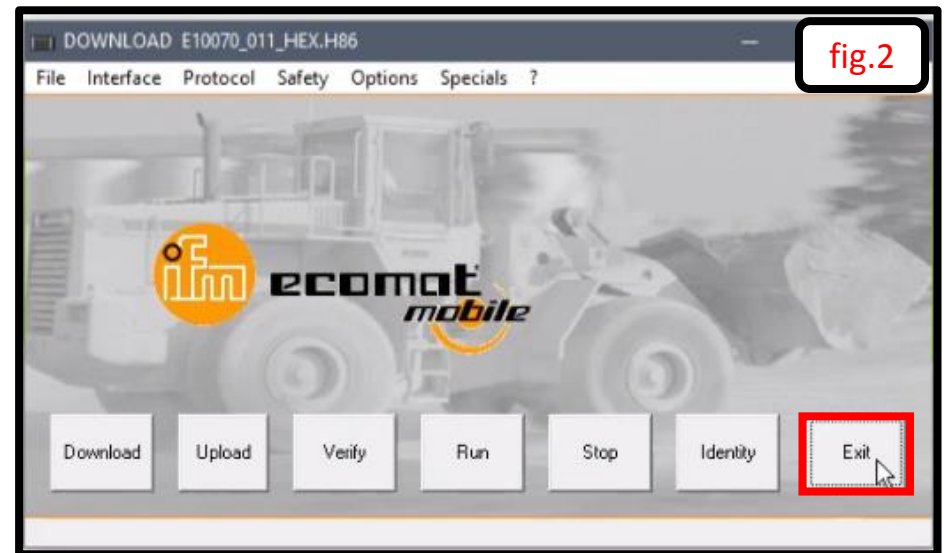 DOWNLOAD E10070_011_HEX.H86
fig.2
File Interface Protocol Safety Options Specials ?
ifm ecomat
mobile
Download Upload Verify Run Stop Identity Exit